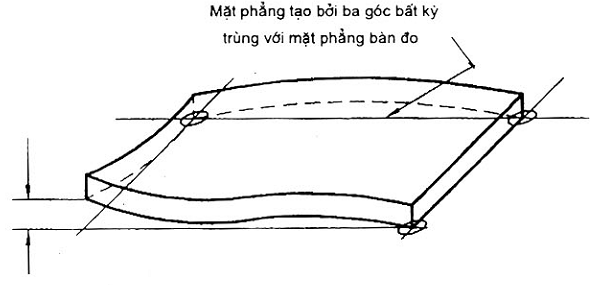 Mặt phẳng tạo bởi ba góc bất kỳ
trùng với mặt phẳng bàn đo